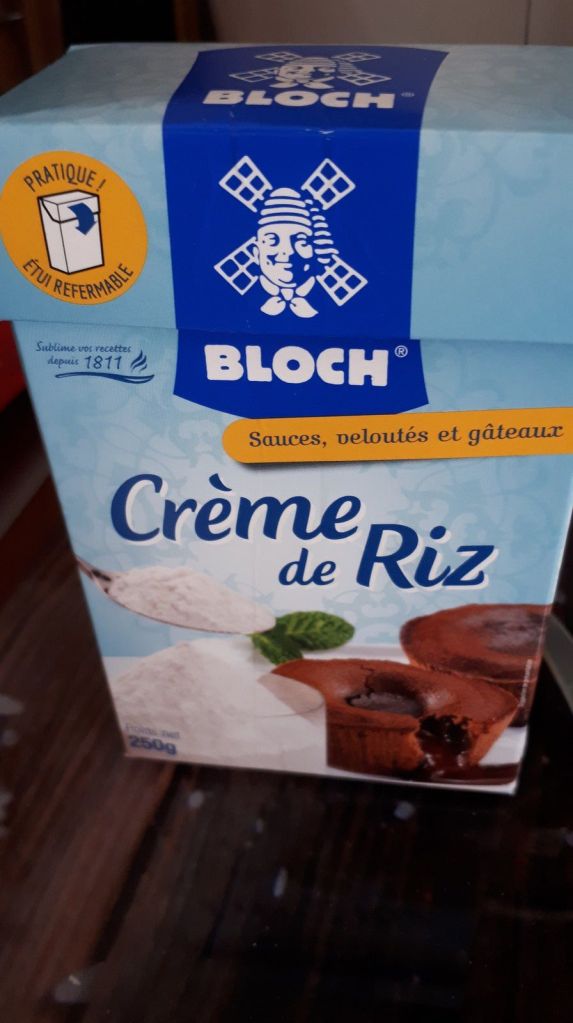 BLOCH®
PRATIQUE !
ÉTUI REFERMABLE
Sublime vos recettes
depuis 1811
BLOCH®
Sauces, veloutés et gâteaux
Crème
de Riz
250g